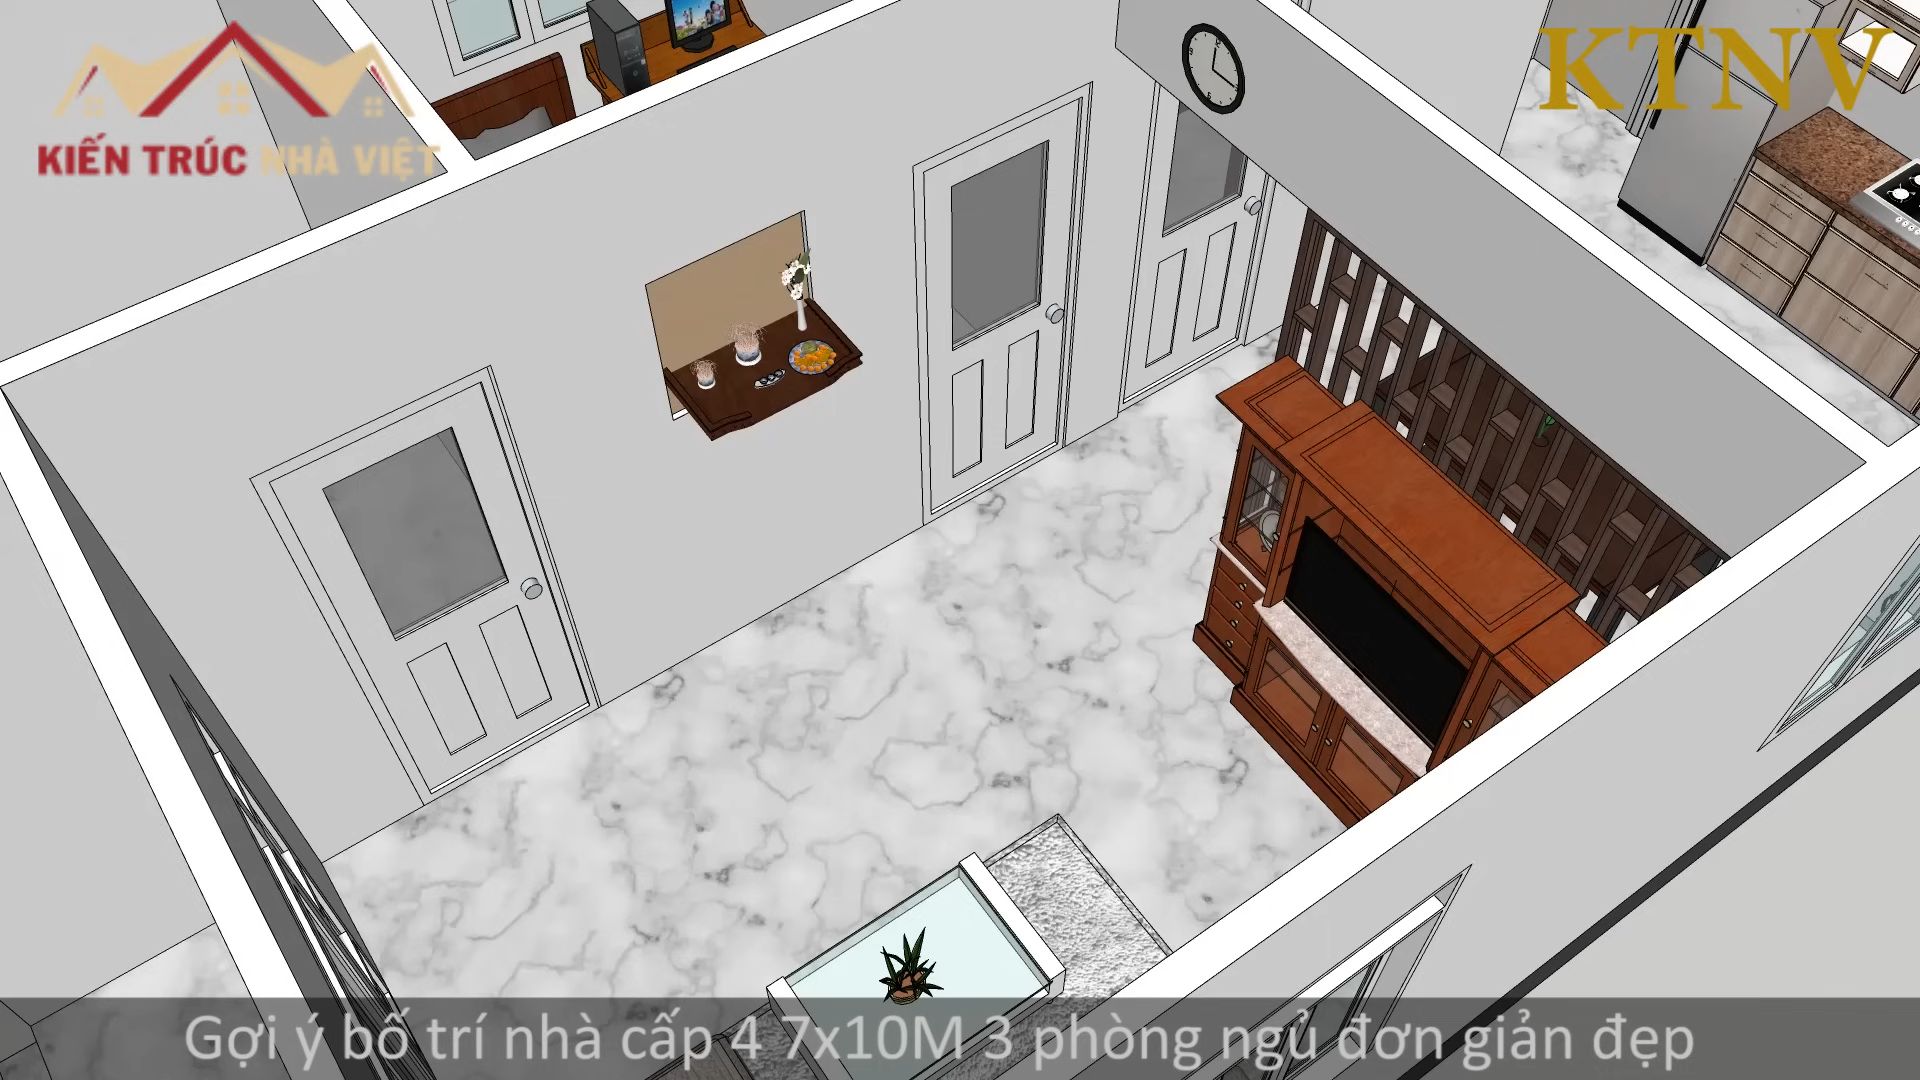 KTNV
KIẾN TRÚC NHÀ VIỆT
Gợi ý bố trí nhà cấp 4 7x10M 3 phòng ngủ đơn giản đẹp